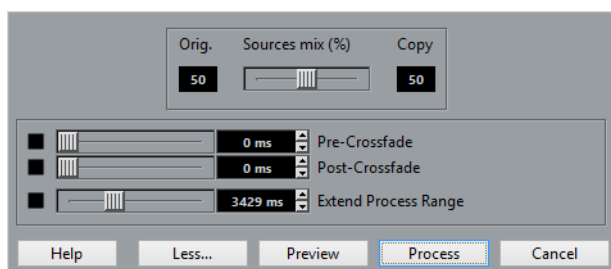 Orig. Sources mix (%) Copy
50 50
0 ms Pre-Crossfade
0 ms Post-Crossfade
3429 ms Extend Process Range
Help Less... Preview Process Cancel